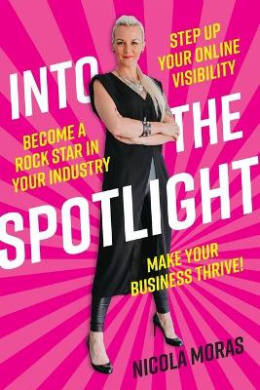 STEP UP
YOUR ONLINE
VISIBILITY
INTO
BECOME A
ROCK STAR IN
YOUR INDUSTRY
THE
SPOTLIGHT
MAKE YOUR
BUSINESS THRIVE!
NICOLA MORAS